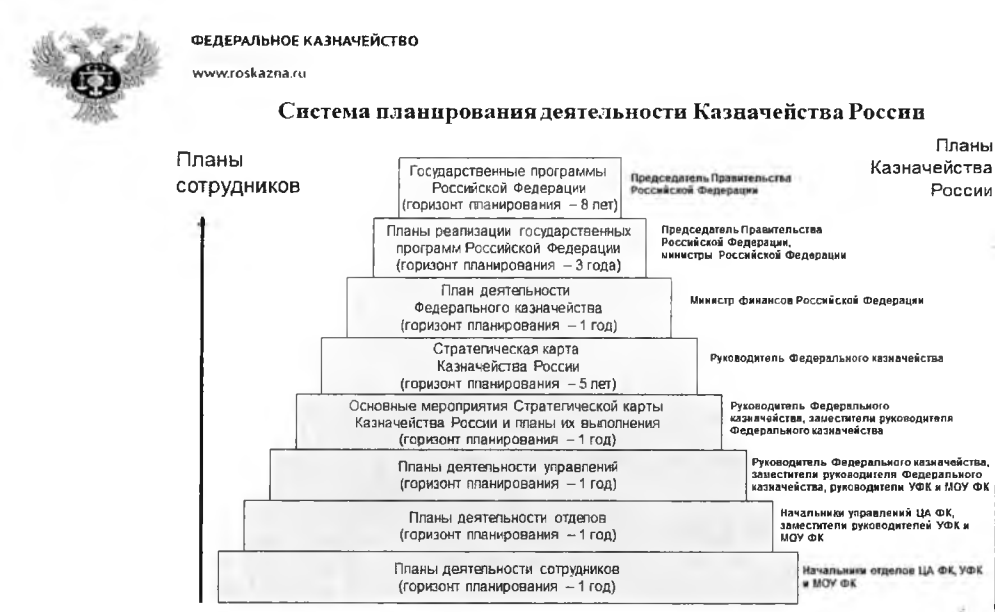 ФЕДЕРАЛЬНОЕ КАЗНАЧЕЙСТВО
www.roskazna.ru
Система планирования деятельности Казначейства России
Планы
сотрудников
Планы
Казначейства
России
Государственные программы
Российской Федерации
(горизонт планирования – 8 лет)
Председатель Правительства
Российской Федерации
Планы реализации государственных
программ Российской Федерации
(горизонт планирования – 3 года)
Председатель Правительства
Российской Федерации,
министры Российской Федерации
План деятельности
Федерального казначейства
(горизонт планирования – 1 год)
Министр финансов Российской Федерации
Стратегическая карта
Казначейства России
(горизонт планирования – 5 лет)
Руководитель Федерального казначейства
Основные мероприятия Стратегической карты
Казначейства России и планы их выполнения
(горизонт планирования – 1 год)
Руководитель Федерального
казначейства, заместители руководителя
Федерального казначейства
Планы деятельности управлений
(горизонт планирования – 1 год)
Руководитель Федерального казначейства,
заместители руководителя Федерального
казначейства, руководители УФК и МОУ ФК
Планы деятельности отделов
(горизонт планирования – 1 год)
Начальники управлений ЦА ФК,
заместители руководителей УФК и
МОУ ФК
Планы деятельности сотрудников
(горизонт планирования – 1 год)
Начальники отделов ЦА ФК, УФК
и МОУ ФК